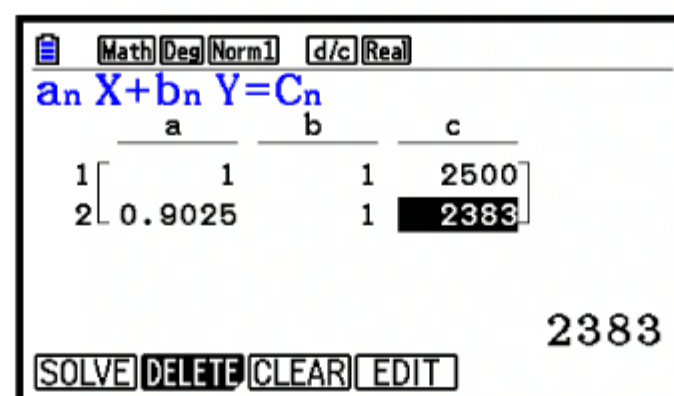 Math Deg Norm1 d/c Real
an X+bn Y=Cn
a b c
1 1 1 2500
2 0.9025 1 2383
2383
SOLVE DELETE CLEAR EDIT